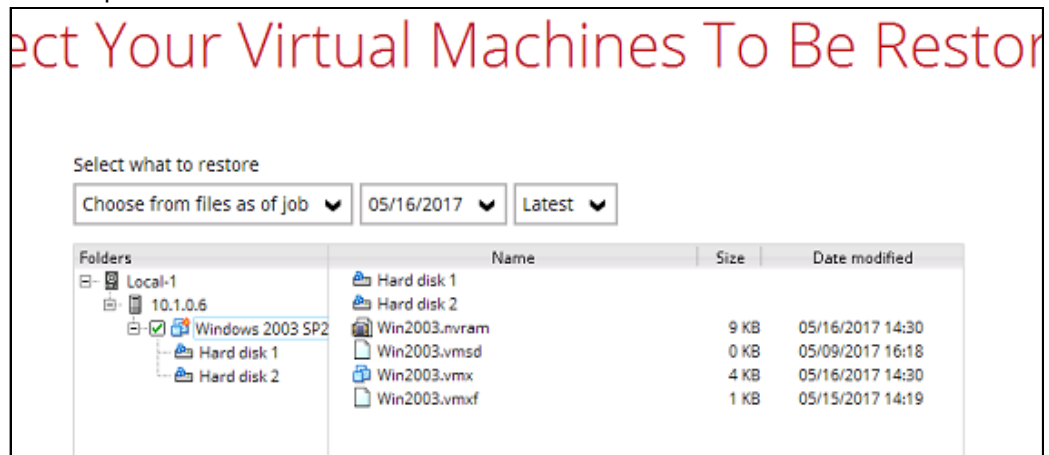 ect Your Virtual Machines To Be Restor
Select what to restore
Choose from files as of job 05/16/2017 Latest
Folders Name Size Date modified
Local-1 Hard disk 1
10.1.0.6 Hard disk 2
Windows 2003 SP2 Win2003.nvram 9 KB 05/16/2017 14:30
Hard disk 1 Win2003.vmsd 0 KB 05/09/2017 16:18
Hard disk 2 Win2003.vmx 4 KB 05/16/2017 14:30
Win2003.vmxf 1 KB 05/15/2017 14:19